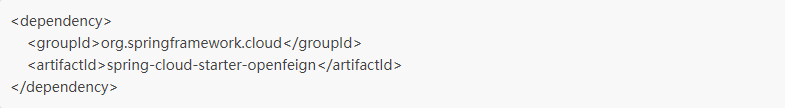 <dependency>
    <groupId>org.springframework.cloud</groupId>
    <artifactId>spring-cloud-starter-openfeign</artifactId>
</dependency>